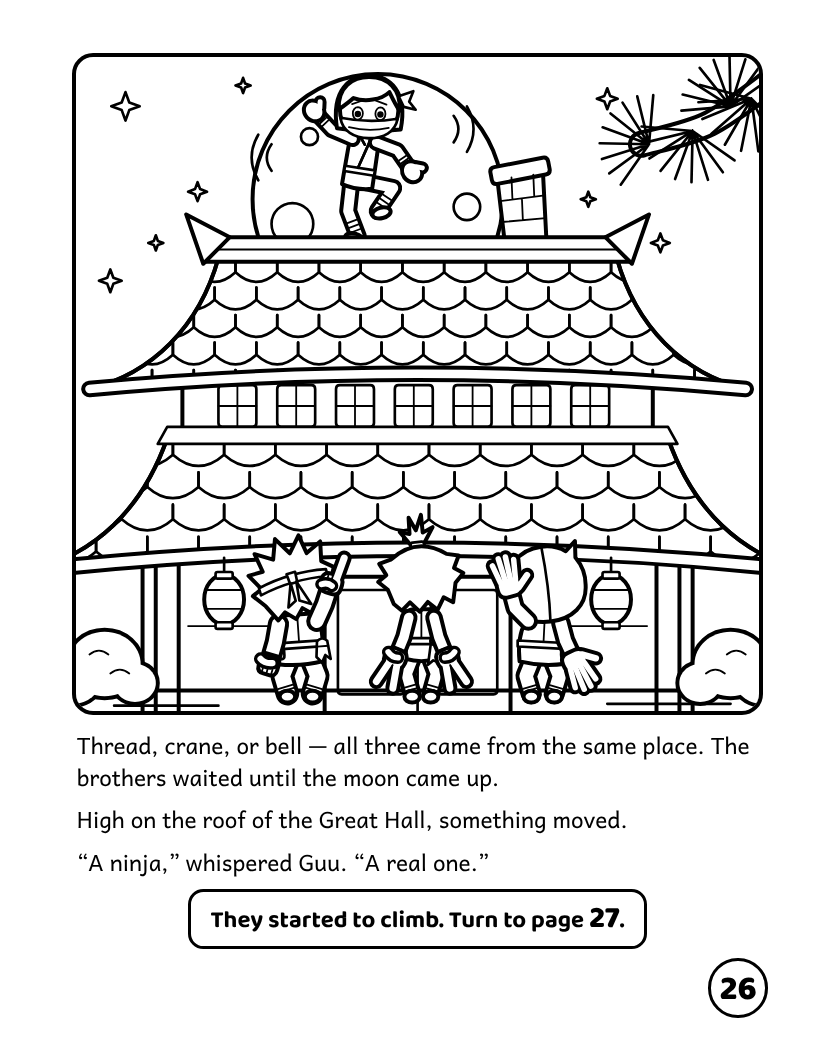 Thread, crane, or bell — all three came from the same place. The
brothers waited until the moon came up.
High on the roof of the Great Hall, something moved.
“A ninja,” whispered Guu. “A real one.”
They started to climb. Turn to page 27.
26